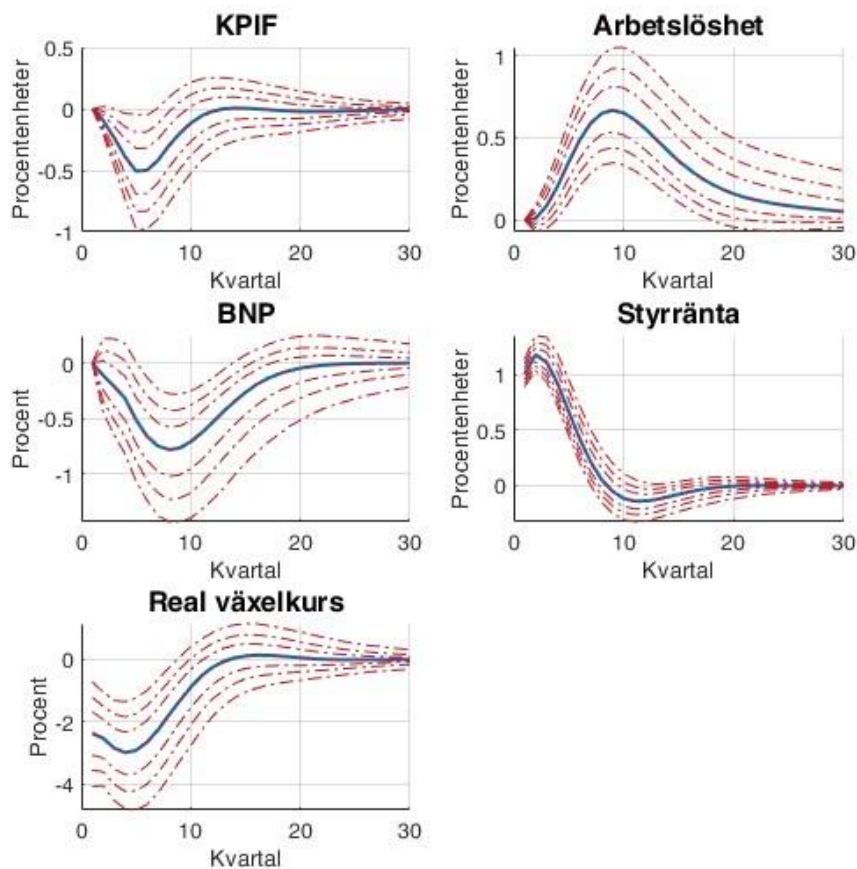 KPIF
Procentenheter
0.5
0
-0.5
-1
0
10
20
30
Kvartal
Arbetslöshet
Procentenheter
1
0.5
0
0
10
20
30
Kvartal
BNP
Procent
0
-0.5
-1
0
10
20
30
Kvartal
Styrränta
Procentenheter
1
0.5
0
0
10
20
30
Kvartal
Real växelkurs
Procent
0
-2
-4
0
10
20
30
Kvartal